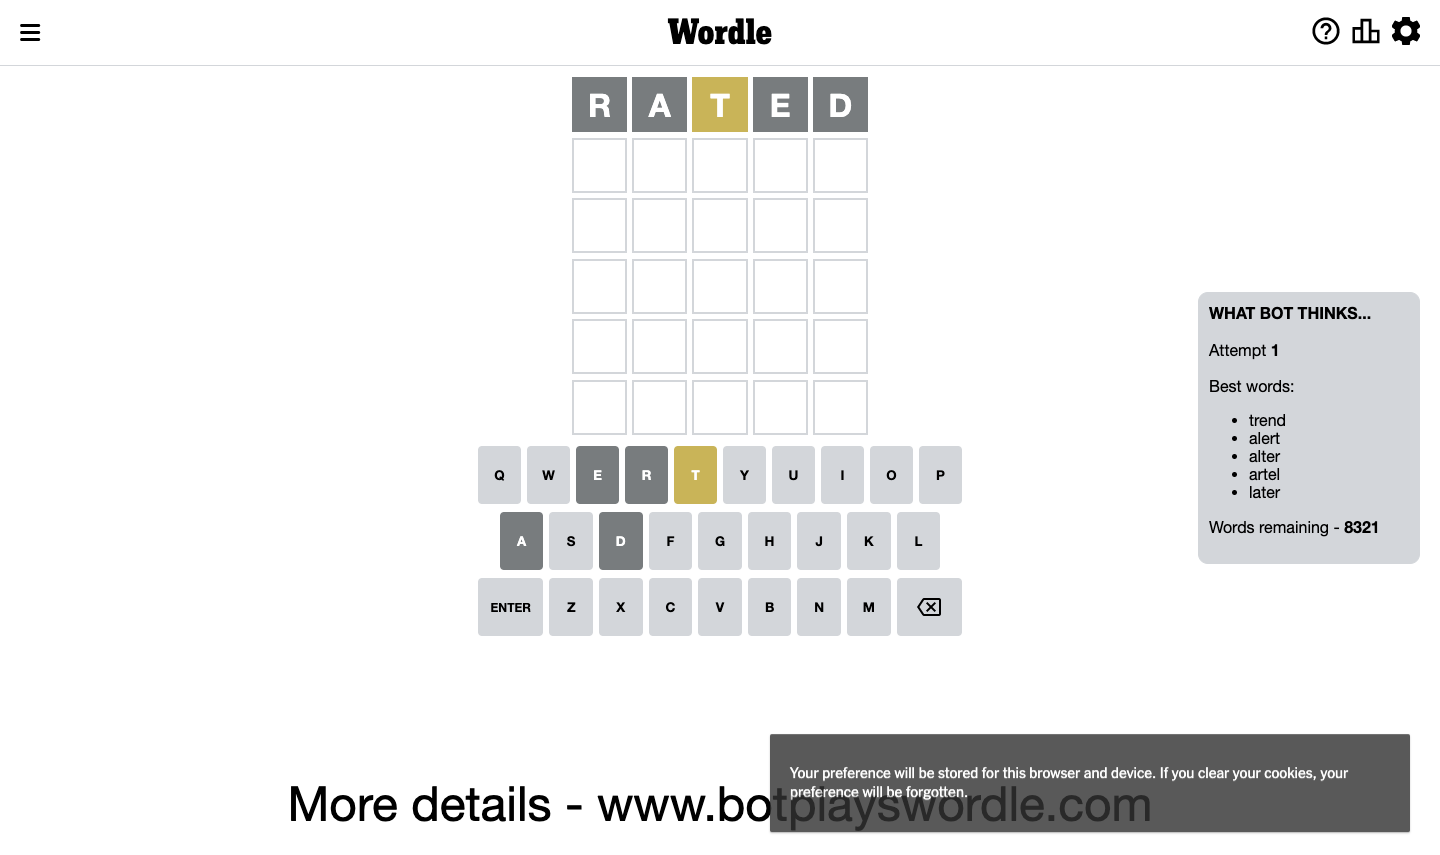 Wordle
R A T E D
WHAT BOT THINKS...
Attempt 1
Best words:
• trend
• alert
• alter
• artel
• later
Words remaining - 8321
Q W E R T Y U I O P
A S D F G H J K L
ENTER Z X C V B N M
Your preference will be stored for this browser and device. If you clear your cookies, your
preference will be forgotten.
More details - www.botplayswordle.com